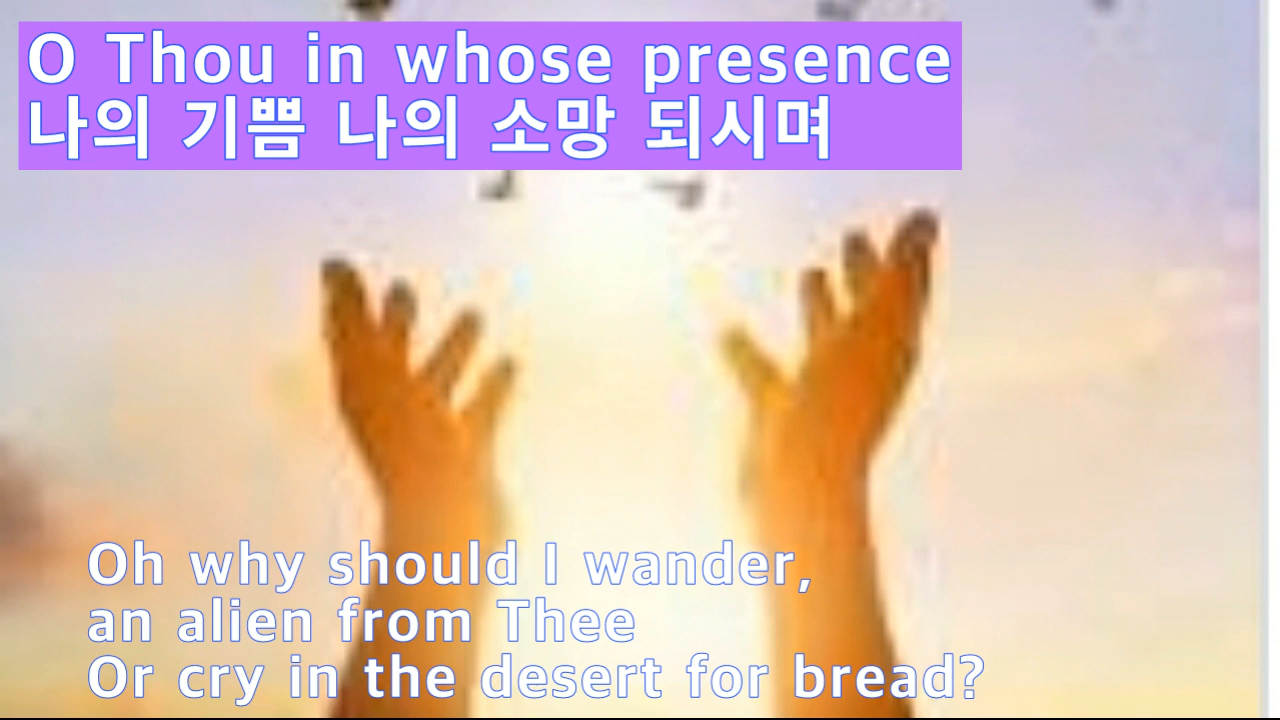 O Thou in whose presence
나의 기쁨 나의 소망 되시며
Oh why should I wander,
an alien from Thee
Or cry in the desert for bread?